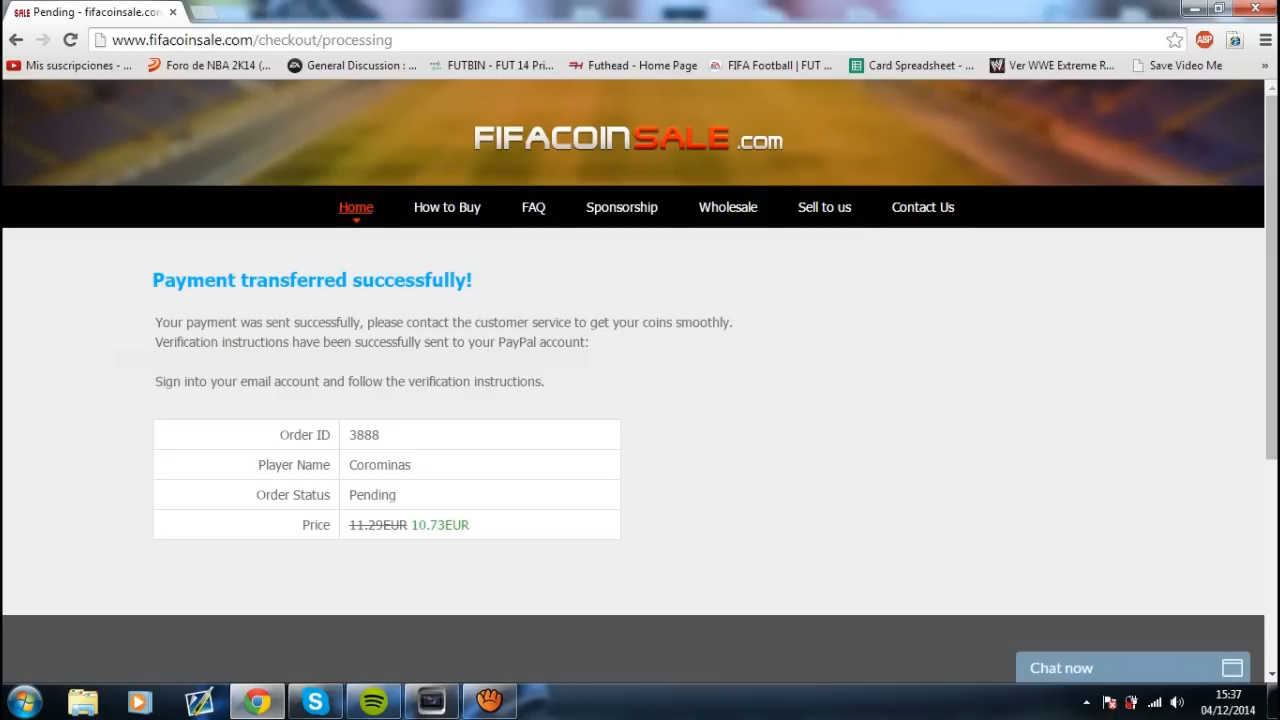 SALE Pending - fifacoinsale.com
www.fifacoinsale.com/checkout/processing
ABP
Mis suscripciones - ...
Foro de NBA 2K14 (...
General Discussion : ...
FUTBIN - FUT 14 Pri...
Futhead - Home Page
FIFA Football | FUT ...
Card Spreadsheet - ...
Ver WWE Extreme R...
Save Video Me
»
FIFACOINSALE.com
Home
How to Buy
FAQ
Sponsorship
Wholesale
Sell to us
Contact Us
Payment transferred successfully!
Your payment was sent successfully, please contact the customer service to get your coins smoothly.
Verification instructions have been successfully sent to your PayPal account:
Sign into your email account and follow the verification instructions.
Order ID 3888
Player Name Corominas
Order Status Pending
Price 11.29EUR 10.73EUR
Chat now
15:37
04/12/2014